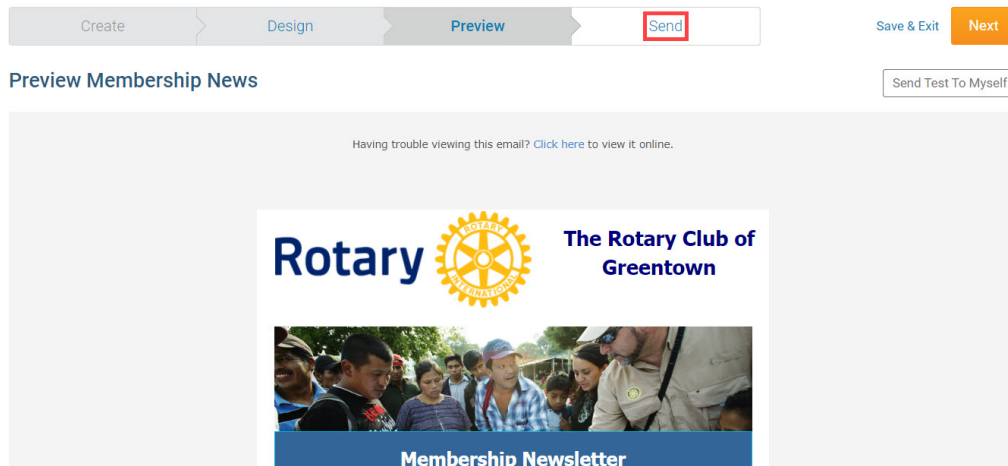 Create Design Preview Send Save & Exit Next
Preview Membership News Send Test To Myself
Having trouble viewing this email? Click here to view it online.
Rotary
ROTARY
INTERNATIONAL
The Rotary Club of
Greentown
Membership Newsletter